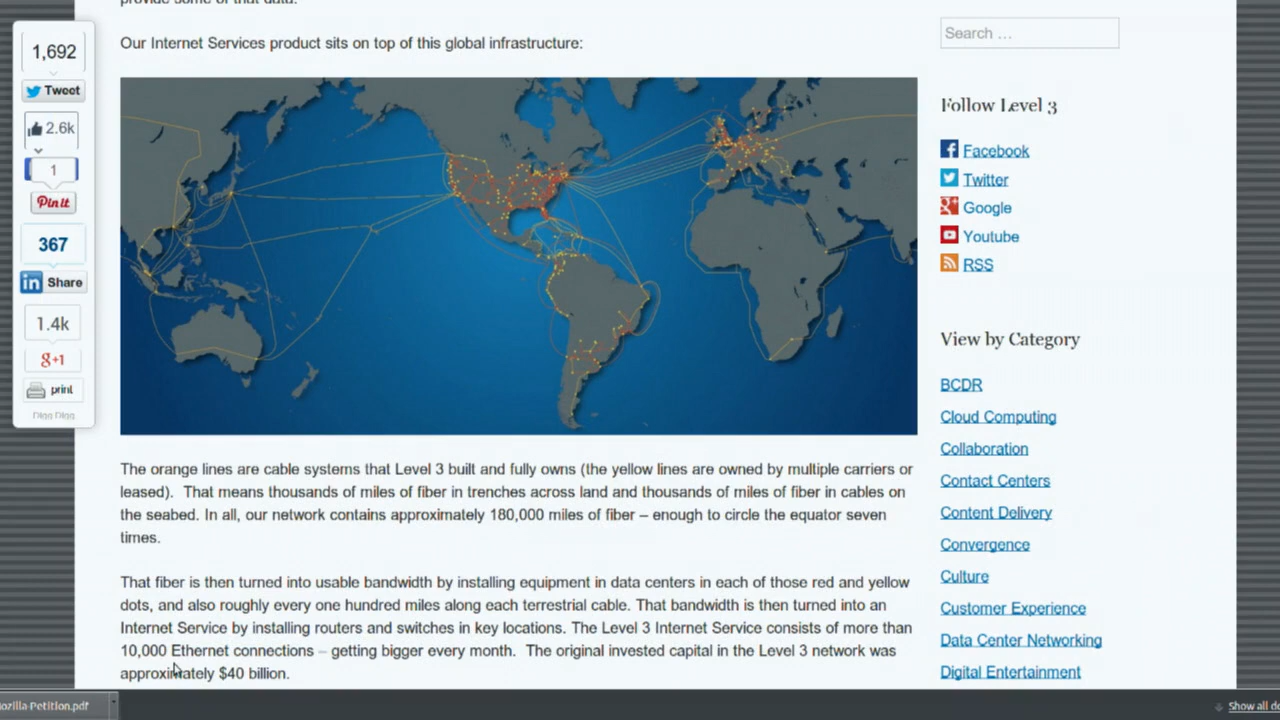 provide some of that data.
Our Internet Services product sits on top of this global infrastructure:
1,692
Tweet
2.6k
1
Pin it
367
in Share
1.4k
g+1
print
Digg Digg
The orange lines are cable systems that Level 3 built and fully owns (the yellow lines are owned by multiple carriers or
leased).  That means thousands of miles of fiber in trenches across land and thousands of miles of fiber in cables on
the seabed. In all, our network contains approximately 180,000 miles of fiber – enough to circle the equator seven
times.
That fiber is then turned into usable bandwidth by installing equipment in data centers in each of those red and yellow
dots, and also roughly every one hundred miles along each terrestrial cable. That bandwidth is then turned into an
Internet Service by installing routers and switches in key locations. The Level 3 Internet Service consists of more than
10,000 Ethernet connections – getting bigger every month.  The original invested capital in the Level 3 network was
approximately $40 billion.
Search ...
Follow Level 3
Facebook
Twitter
Google
Youtube
RSS
View by Category
BCDR
Cloud Computing
Collaboration
Contact Centers
Content Delivery
Convergence
Culture
Customer Experience
Data Center Networking
Digital Entertainment
ozilla-Petition.pdf
Show all do